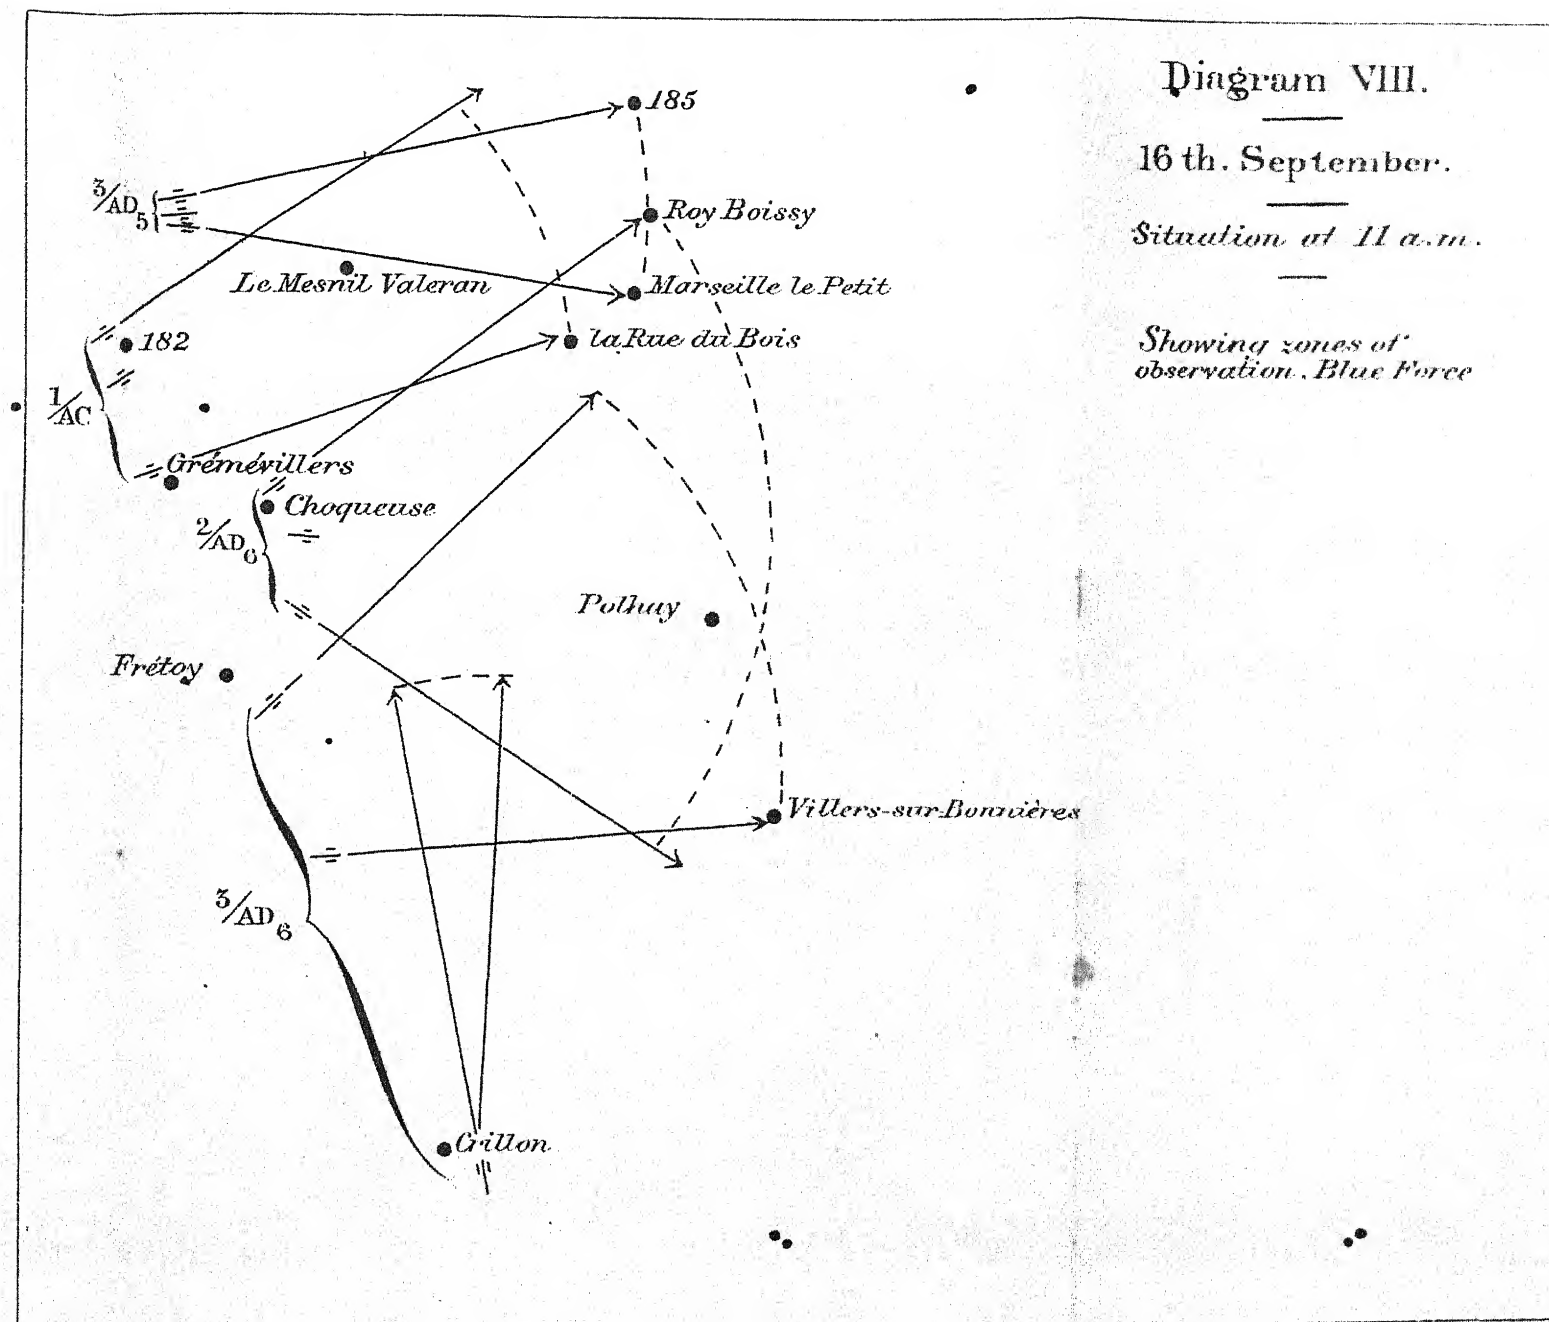 Diagram VIII.
16 th. September.
Situation at 11 a.m.
Showing zones of
observation. Blue Force
185
3/AD5
Roy Boissy
Le Mesnil Valeran
Marseille le Petit
182
la Rue du Bois
1/AC
Grémévillers
Choqueuse
2/AD6
Polhay
Frétoy
Villers-sur-Bonnières
3/AD6
Crillon